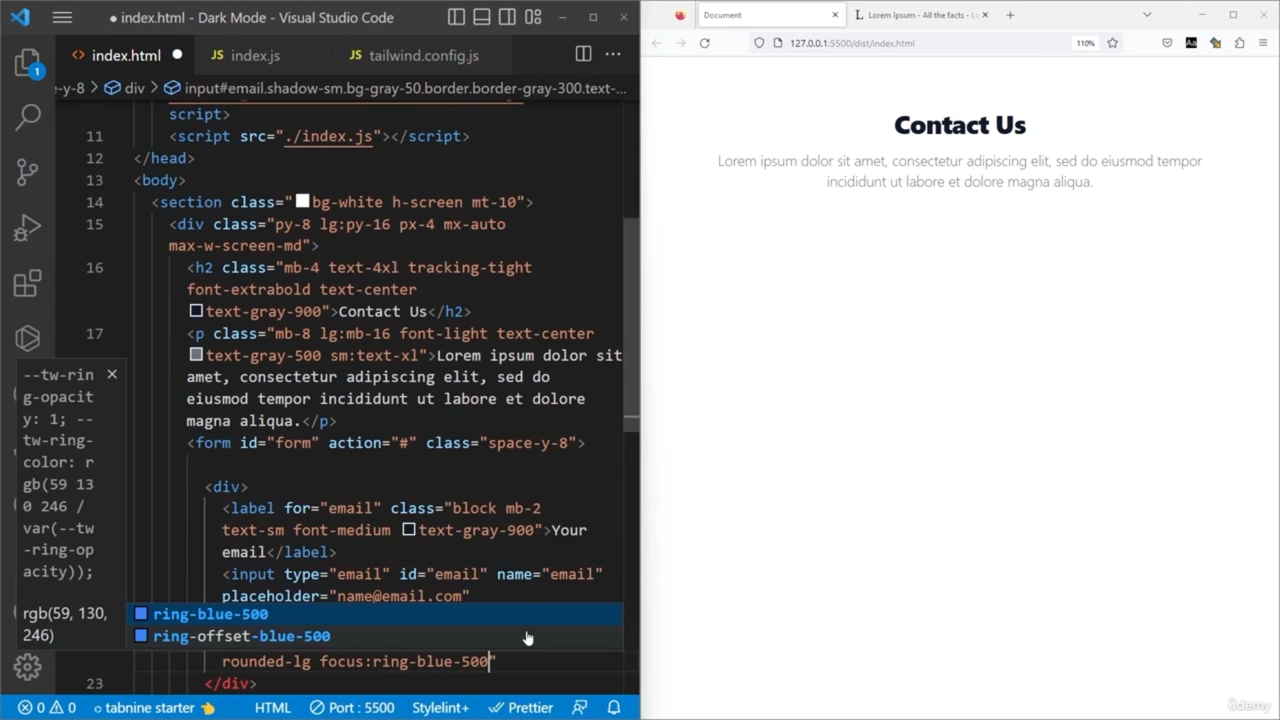 index.html - Dark Mode - Visual Studio Code
index.html
index.js
tailwind.config.js
e-y-8 > div > input#email.shadow-sm.bg-gray-50.border.border-gray-300.text-...
script>
11 <script src="./index.js"></script>
12 </head>
13 <body>
14 <section class="bg-white h-screen mt-10">
15 <div class="py-8 lg:py-16 px-4 mx-auto
max-w-screen-md">
16 <h2 class="mb-4 text-4xl tracking-tight
font-extrabold text-center
text-gray-900">Contact Us</h2>
17 <p class="mb-8 lg:mb-16 font-light text-center
text-gray-500 sm:text-xl">Lorem ipsum dolor sit
amet, consectetur adipiscing elit, sed do
eiusmod tempor incididunt ut labore et dolore
magna aliqua.</p>
<form id="form" action="#" class="space-y-8">
<div>
<label for="email" class="block mb-2
text-sm font-medium text-gray-900">Your
email</label>
<input type="email" id="email" name="email"
placeholder="name@email.com"
ring-blue-500
ring-offset-blue-500
rounded-lg focus:ring-blue-500"
23 </div>
--tw-rin
g-opacit
y: 1; --
tw-ring-
color: r
gb(59 13
0 246 /
var(--tw
-ring-op
acity));
rgb(59, 130,
246)
1
0 0 tabnine starter HTML Port : 5500 Stylelint+ Prettier
Document
Lorem Ipsum - All the facts - Li
127.0.0.1:5500/dist/index.html
110%
Aa
Contact Us
Lorem ipsum dolor sit amet, consectetur adipiscing elit, sed do eiusmod tempor
incididunt ut labore et dolore magna aliqua.
ûdemy